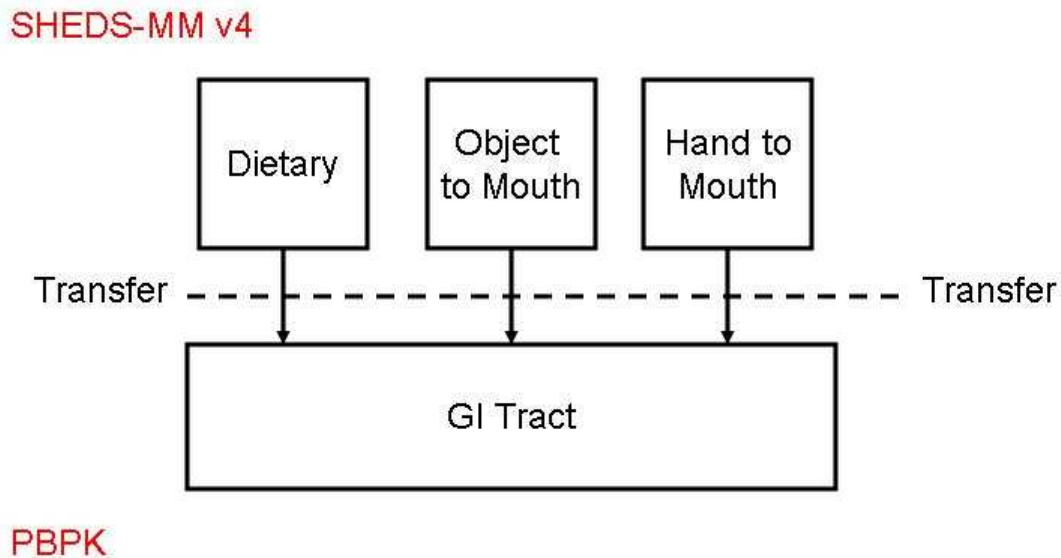 SHEDS-MM v4
Dietary
Object
to Mouth
Hand to
Mouth
Transfer
Transfer
GI Tract
PBPK